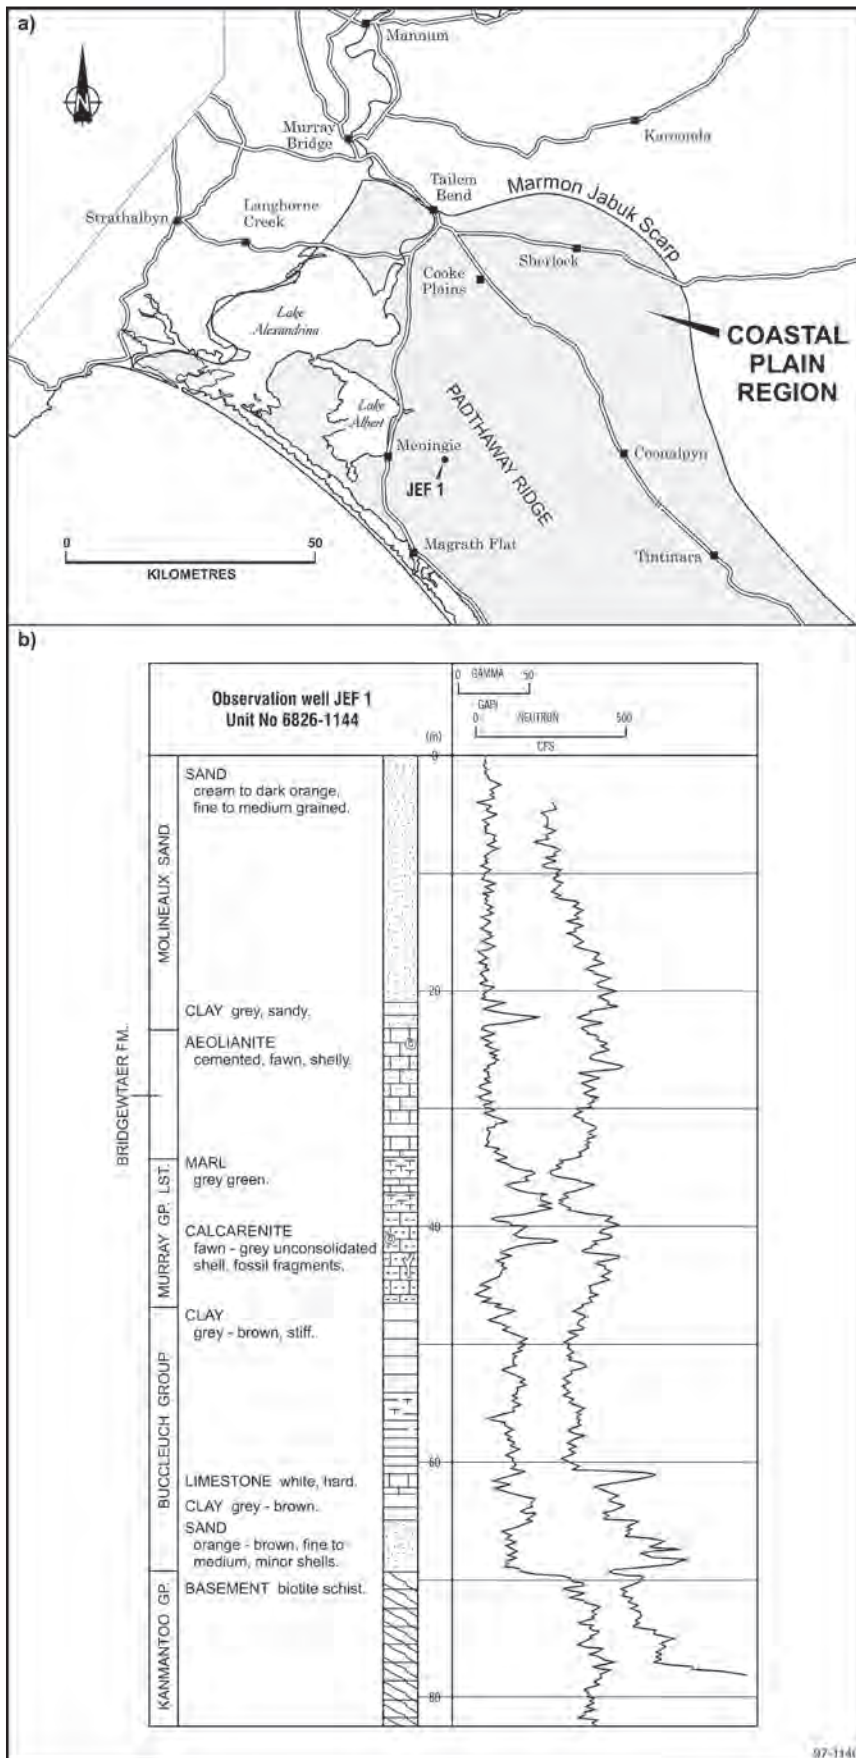 a)
N
Mannum
Murray
Bridge
Karoonda
Tailem
Bend
Marmon Jabuk Scarp
Strathalbyn
Langhorne
Creek
Sherlock
Cooke
Plains
Lake
Alexandrina
COASTAL
PLAIN
REGION
PADTHAWAY RIDGE
Lake
Albert
Meningie
JEF 1
Coonalpyn
0
50
KILOMETRES
Magrath Flat
Tintinara
b)
Observation well JEF 1
Unit No 6826-1144
0 GAMMA 50
GAPI
0 NEUTRON 500
CFS
(m)
0
20
40
60
80
MOLINEAUX SAND
BRIDGEWTAER FM.
MURRAY GP. LST.
BUCCLEUCH GROUP
KANMANTOO GP.
SAND
cream to dark orange,
fine to medium grained.
CLAY grey, sandy.
AEOLIANITE
cemented, fawn, shelly.
MARL
grey green.
CALCARENITE
fawn - grey unconsolidated
shell, fossil fragments.
CLAY
grey - brown, stiff.
LIMESTONE white, hard.
CLAY grey - brown.
SAND
orange - brown, fine to
medium, minor shells.
BASEMENT biotite schist.